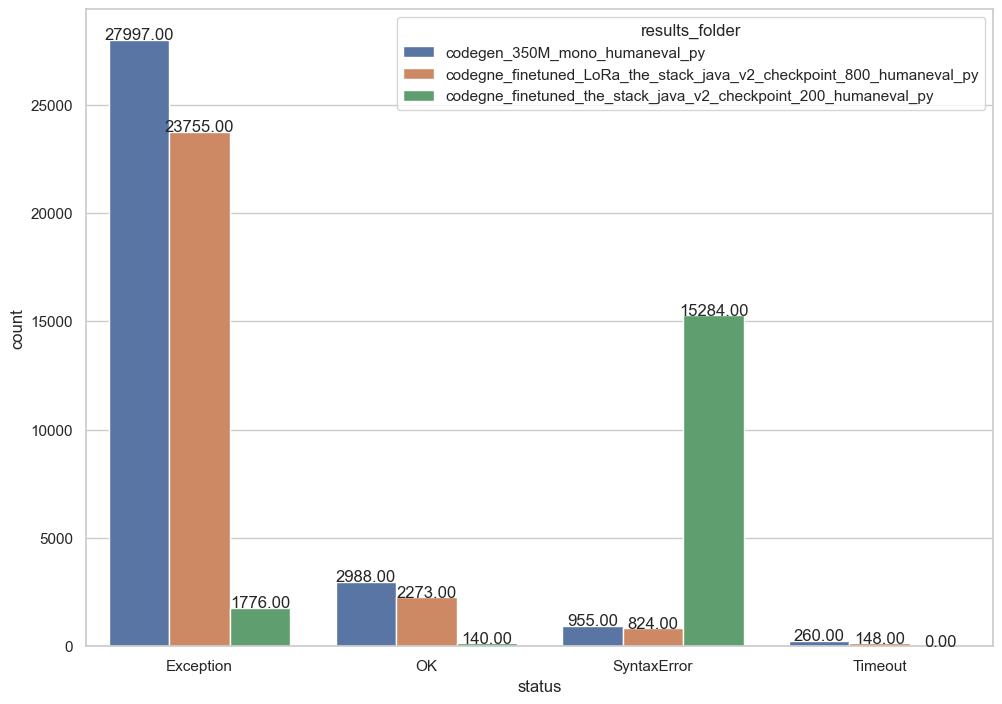 results_folder
codegen_350M_mono_humaneval_py
codegne_finetuned_LoRa_the_stack_java_v2_checkpoint_800_humaneval_py
codegne_finetuned_the_stack_java_v2_checkpoint_200_humaneval_py
27997.00
23755.00
1776.00
2988.00
2273.00
140.00
955.00
824.00
15284.00
260.00
148.00
0.00
25000
20000
15000
10000
5000
0
count
Exception
OK
SyntaxError
Timeout
status